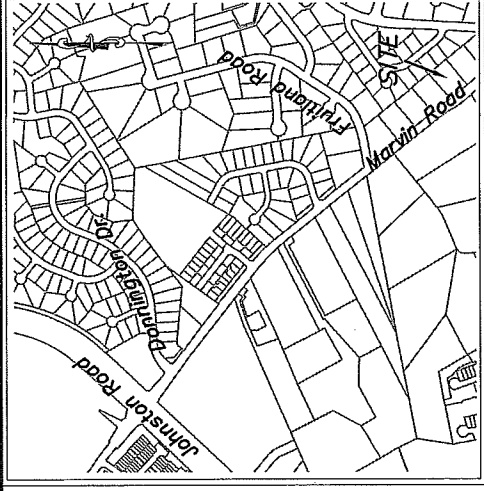 Fruitland Road
SITE
Marvin Road
Donnington Dr.
Johnston Road